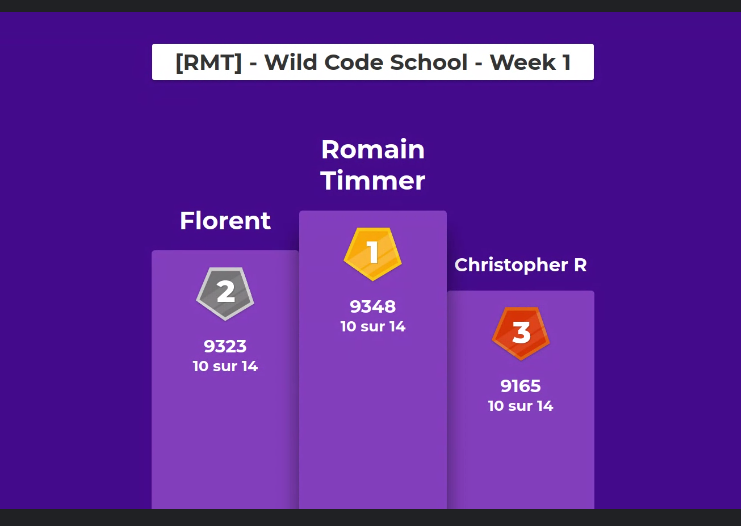 [RMT] - Wild Code School - Week 1
Romain
Timmer
Florent
Christopher R
1
9348
10 sur 14
2
9323
10 sur 14
3
9165
10 sur 14